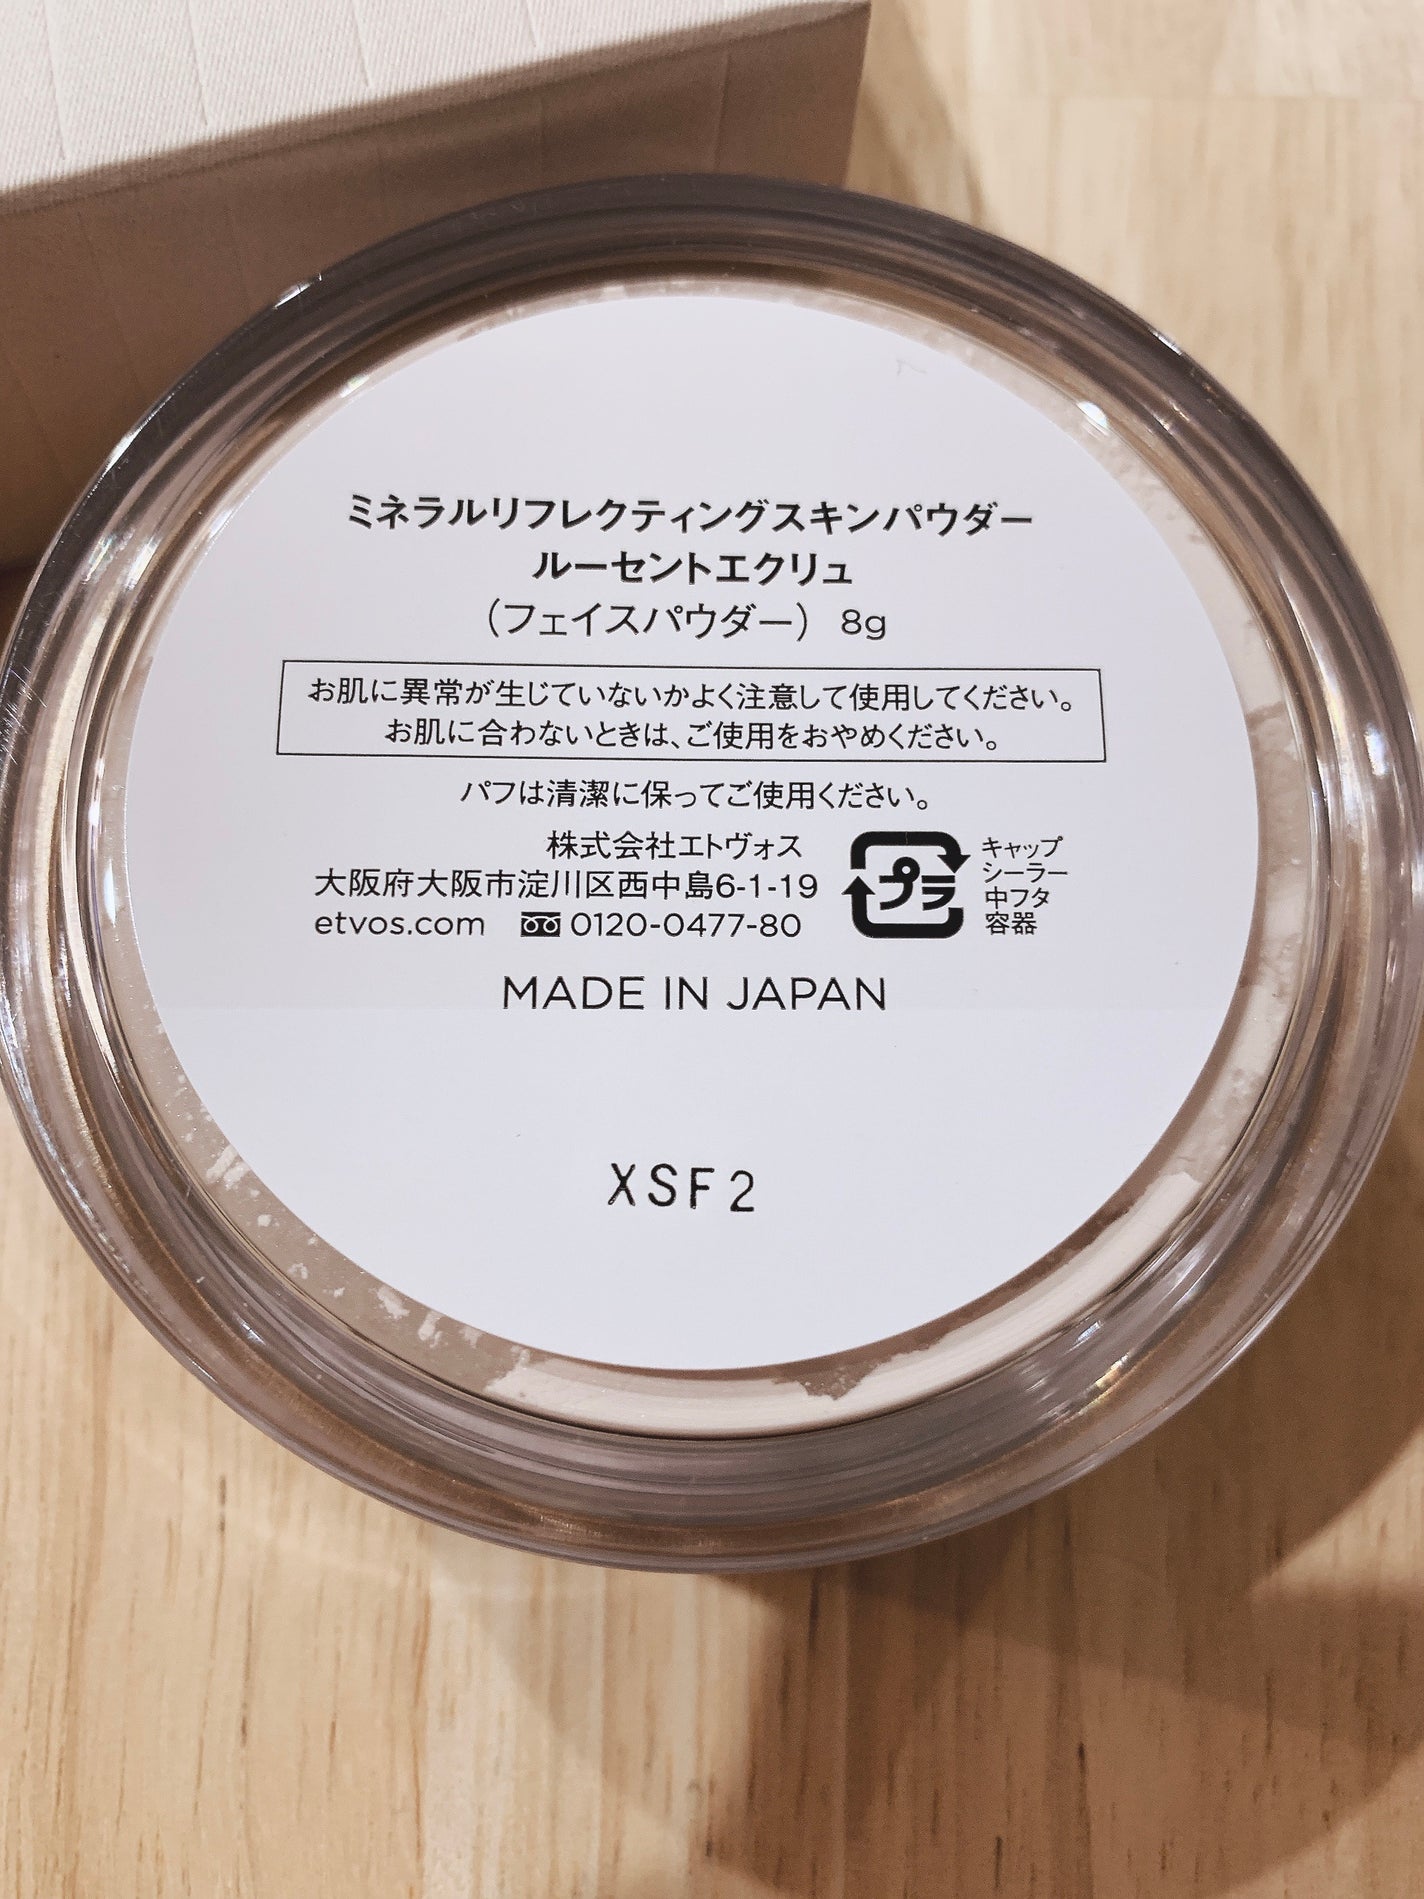 ミネラルリフレクティングスキンパウダー
ルーセントエクリュ
（フェイスパウダー） 8g
お肌に異常が生じていないかよく注意して使用してください。
お肌に合わないときは、ご使用をおやめください。
パフは清潔に保ってご使用ください。
株式会社エトヴォス
大阪府大阪市淀川区西中島6-1-19
etvos.com 0120-0477-80
プラ
キャップ
シーラー
中フタ
容器
MADE IN JAPAN
XSF2